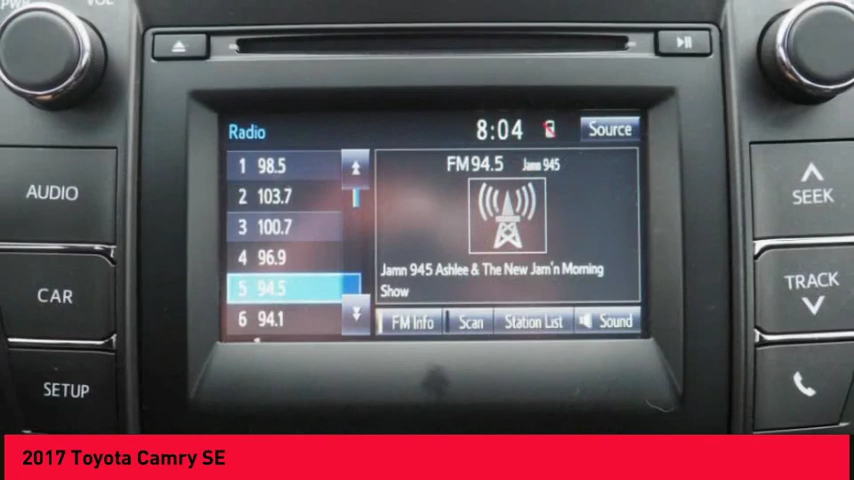 PWR VOL
Radio
8:04
Source
1 98.5
2 103.7
3 100.7
4 96.9
5 94.5
6 94.1
FM 94.5 Jamn 945
Jamn 945 Ashlee & The New Jam'n Morning
Show
FM Info
Scan
Station List
Sound
AUDIO
CAR
SETUP
SEEK
TRACK
2017 Toyota Camry SE